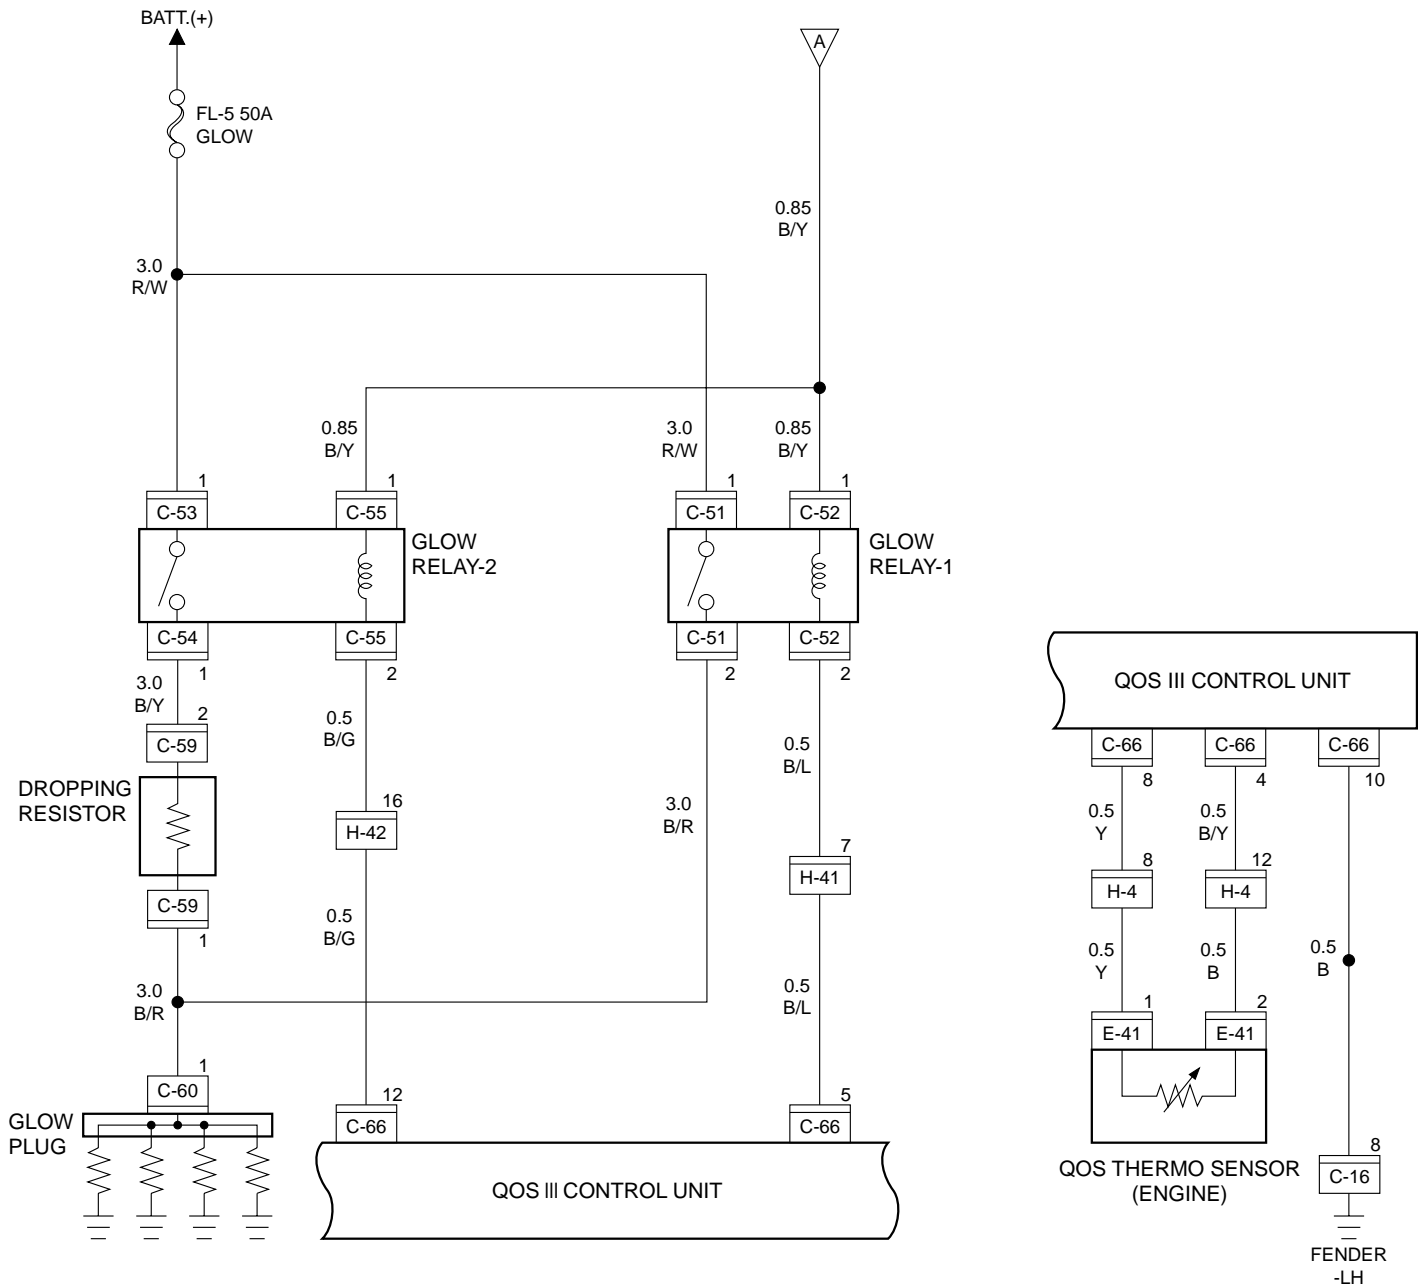 BATT.(+)
A
FL-5 50A
GLOW
0.85
B/Y
3.0
R/W
0.85
B/Y
3.0
R/W
0.85
B/Y
1
1
1
1
C-53
C-55
C-51
C-52
GLOW
RELAY-2
GLOW
RELAY-1
C-54
C-55
C-51
C-52
1
2
2
2
3.0
B/Y
2
C-59
DROPPING
RESISTOR
C-59
1
3.0
B/R
1
C-60
GLOW
PLUG
0.5
B/G
16
H-42
0.5
B/G
12
C-66
3.0
B/R
0.5
B/L
7
H-41
0.5
B/L
5
C-66
QOS III CONTROL UNIT
QOS III CONTROL UNIT
C-66
C-66
C-66
8
4
10
0.5
Y
0.5
B/Y
8
12
H-4
H-4
0.5
Y
0.5
B
0.5
B
1
2
E-41
E-41
QOS THERMO SENSOR
(ENGINE)
8
C-16
FENDER
-LH